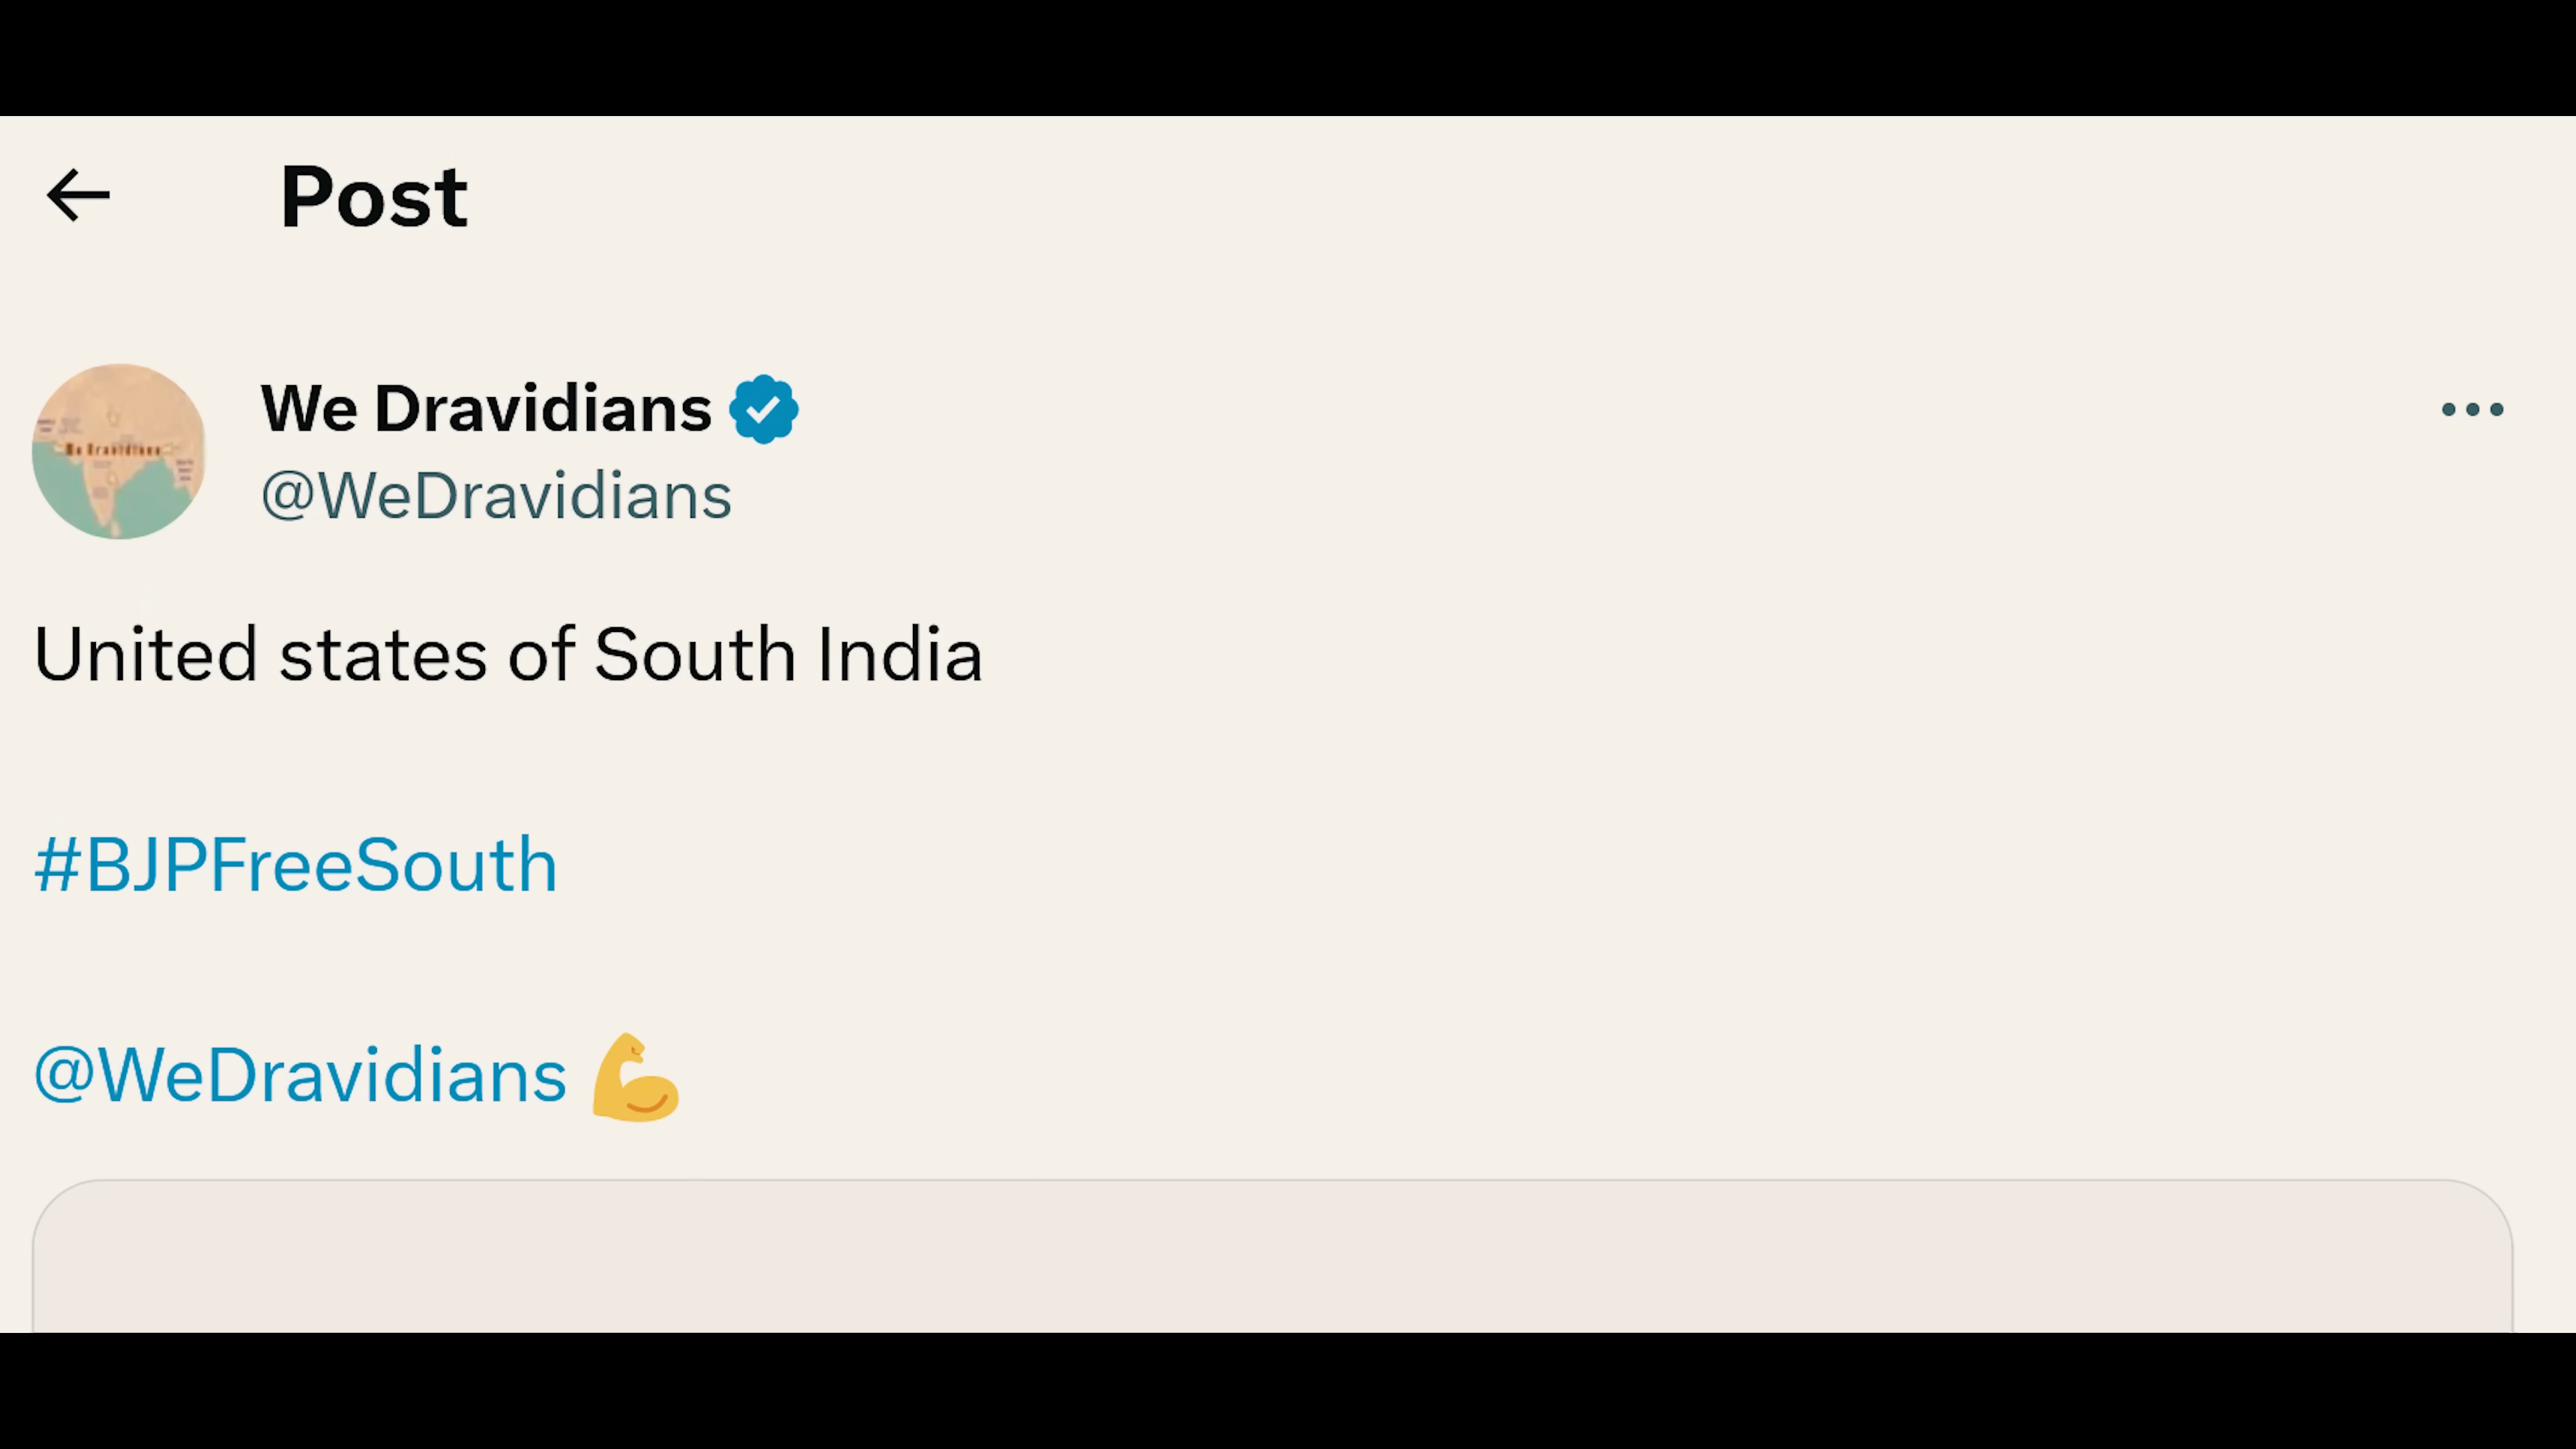 Post
We Dravidians
@WeDravidians
United states of South India
#BJPFreeSouth
@WeDravidians 💪